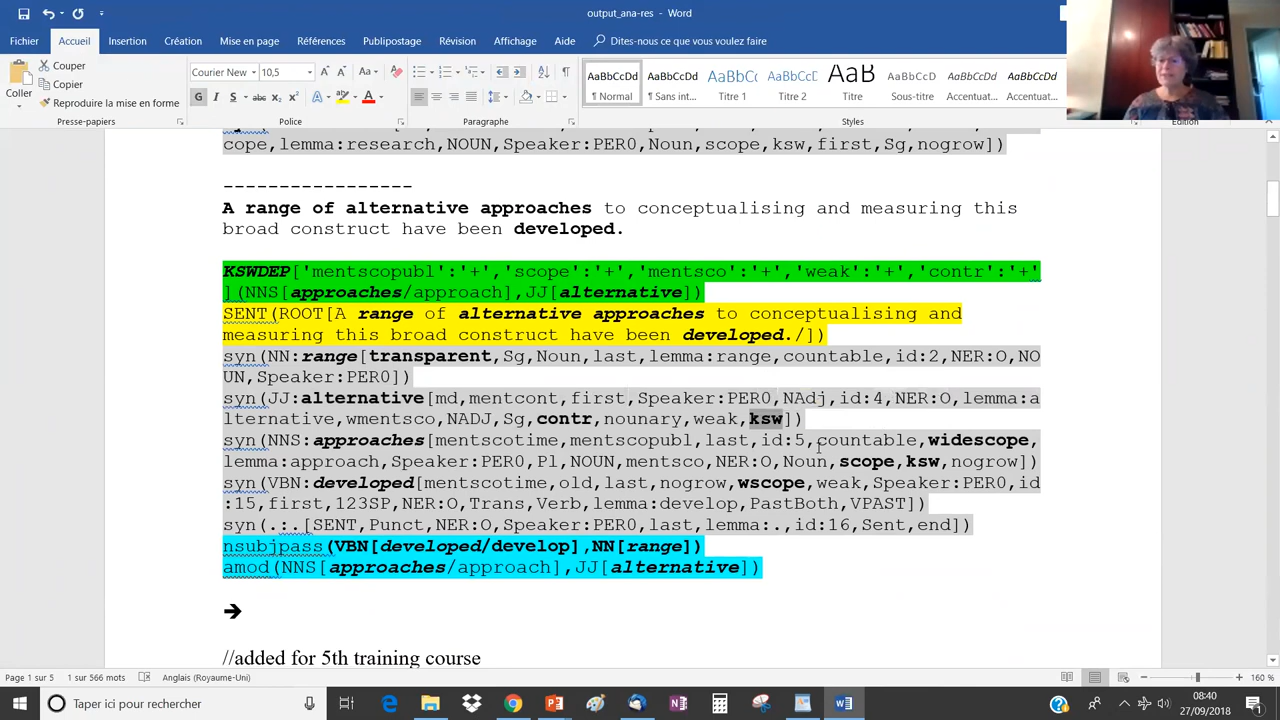 output_ana-res - Word
Fichier Accueil Insertion Création Mise en page Références Publipostage Révision Affichage Aide Dites-nous ce que vous voulez faire
Coller
Couper
Copier
Reproduire la mise en forme
Presse-papiers
Courier New 10,5
G I S
Police
Paragraphe
AaBbCcDd AaBbCcDd AaBbCc AaBbCcD AaB AaBbCcD AaBbCcDd AaBbCcDd
¶ Normal ¶ Sans int... Titre 1 Titre 2 Titre Sous-titre Accentuat... Accentuat...
Styles
Édition
cope,lemma:research,NOUN,Speaker:PER0,Noun,scope,ksw,first,Sg,nogrow])
-----------------
A range of alternative approaches to conceptualising and measuring this
broad construct have been developed.
KSWDEP['mentscopubl':'+','scope':'+','mentsco':'+','weak':'+','contr':'+'
](NNS[approaches/approach],JJ[alternative])
SENT(ROOT[A range of alternative approaches to conceptualising and
measuring this broad construct have been developed./])
syn(NN:range[transparent,Sg,Noun,last,lemma:range,countable,id:2,NER:O,NO
UN,Speaker:PER0])
syn(JJ:alternative[md,mentcont,first,Speaker:PER0,NAdj,id:4,NER:O,lemma:a
lternative,wmentsco,NADJ,Sg,contr,nounary,weak,ksw])
syn(NNS:approaches[mentscotime,mentscopubl,last,id:5,countable,widescope,
lemma:approach,Speaker:PER0,Pl,NOUN,mentsco,NER:O,Noun,scope,ksw,nogrow])
syn(VBN:developed[mentscotime,old,last,nogrow,wscope,weak,Speaker:PER0,id
:15,first,123SP,NER:O,Trans,Verb,lemma:develop,PastBoth,VPAST])
syn(.:.[SENT,Punct,NER:O,Speaker:PER0,last,lemma:.,id:16,Sent,end])
nsubjpass(VBN[developed/develop],NN[range])
amod(NNS[approaches/approach],JJ[alternative])
➔
//added for 5th training course
Page 1 sur 5 1 sur 566 mots Anglais (Royaume-Uni) 160 %
Taper ici pour rechercher
08:40
27/09/2018